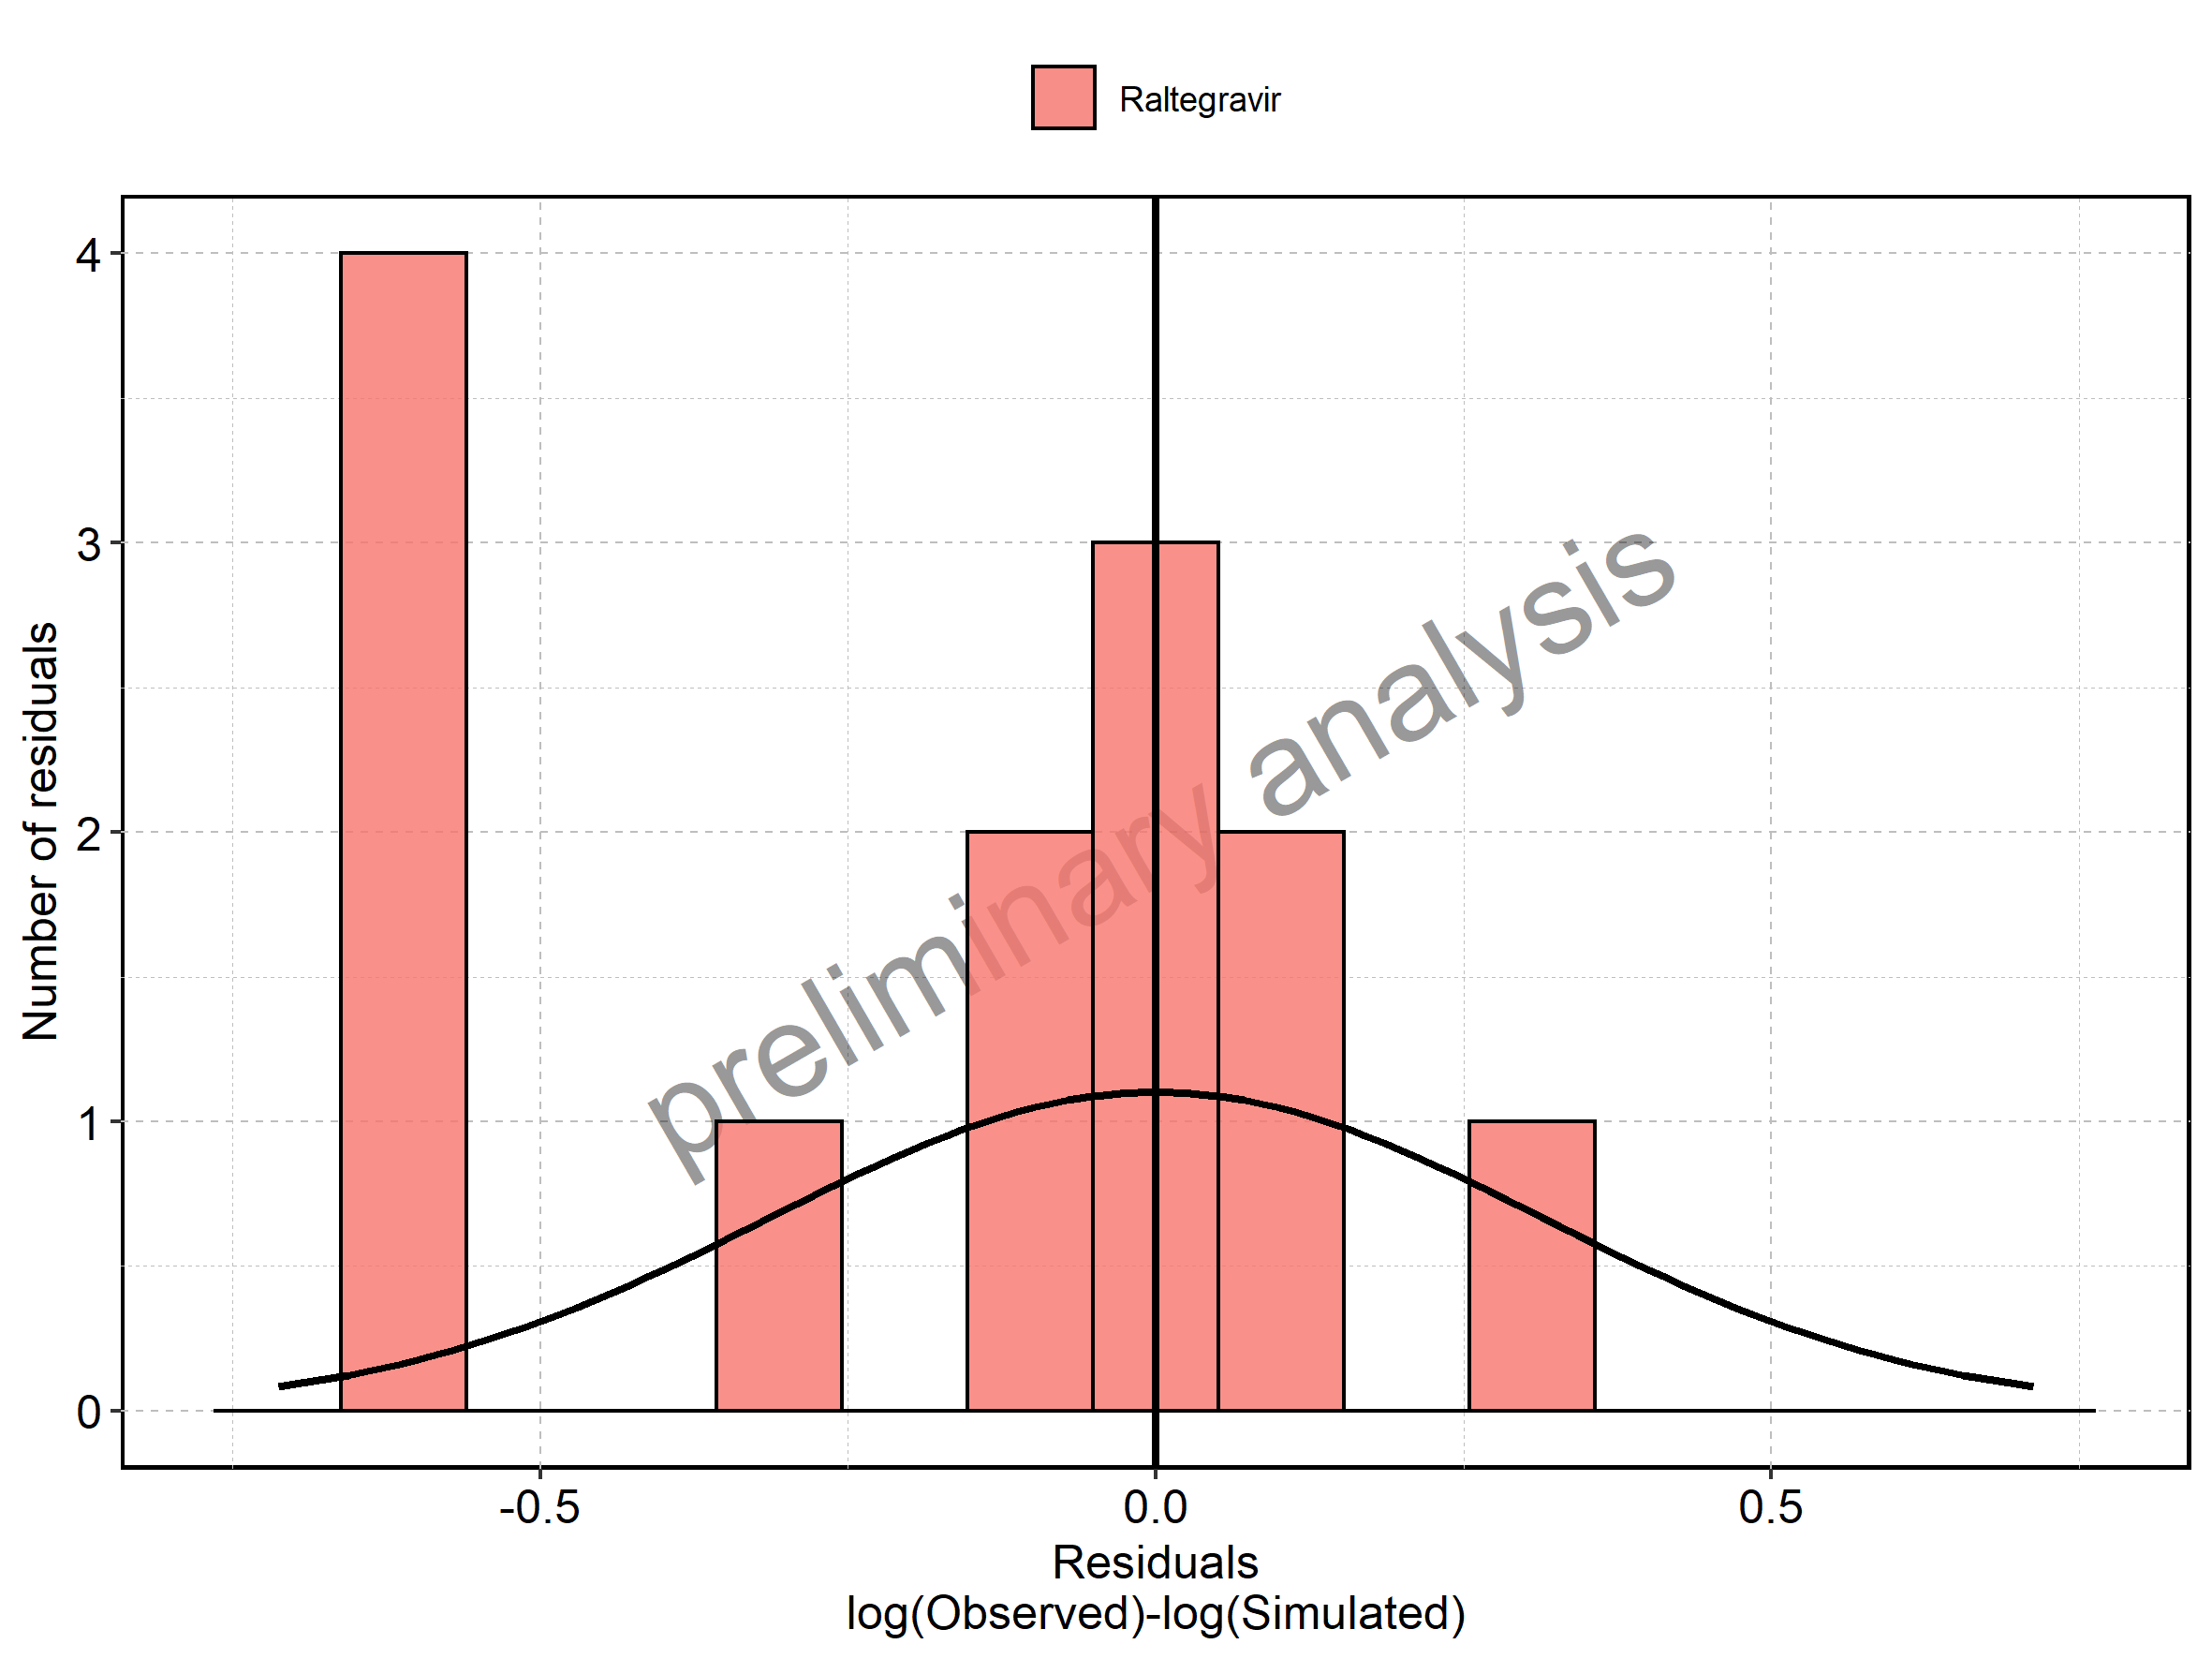 Raltegravir
4
3
2
1
0
Number of residuals
preliminary analysis
-0.5
0.0
0.5
Residuals
log(Observed)-log(Simulated)